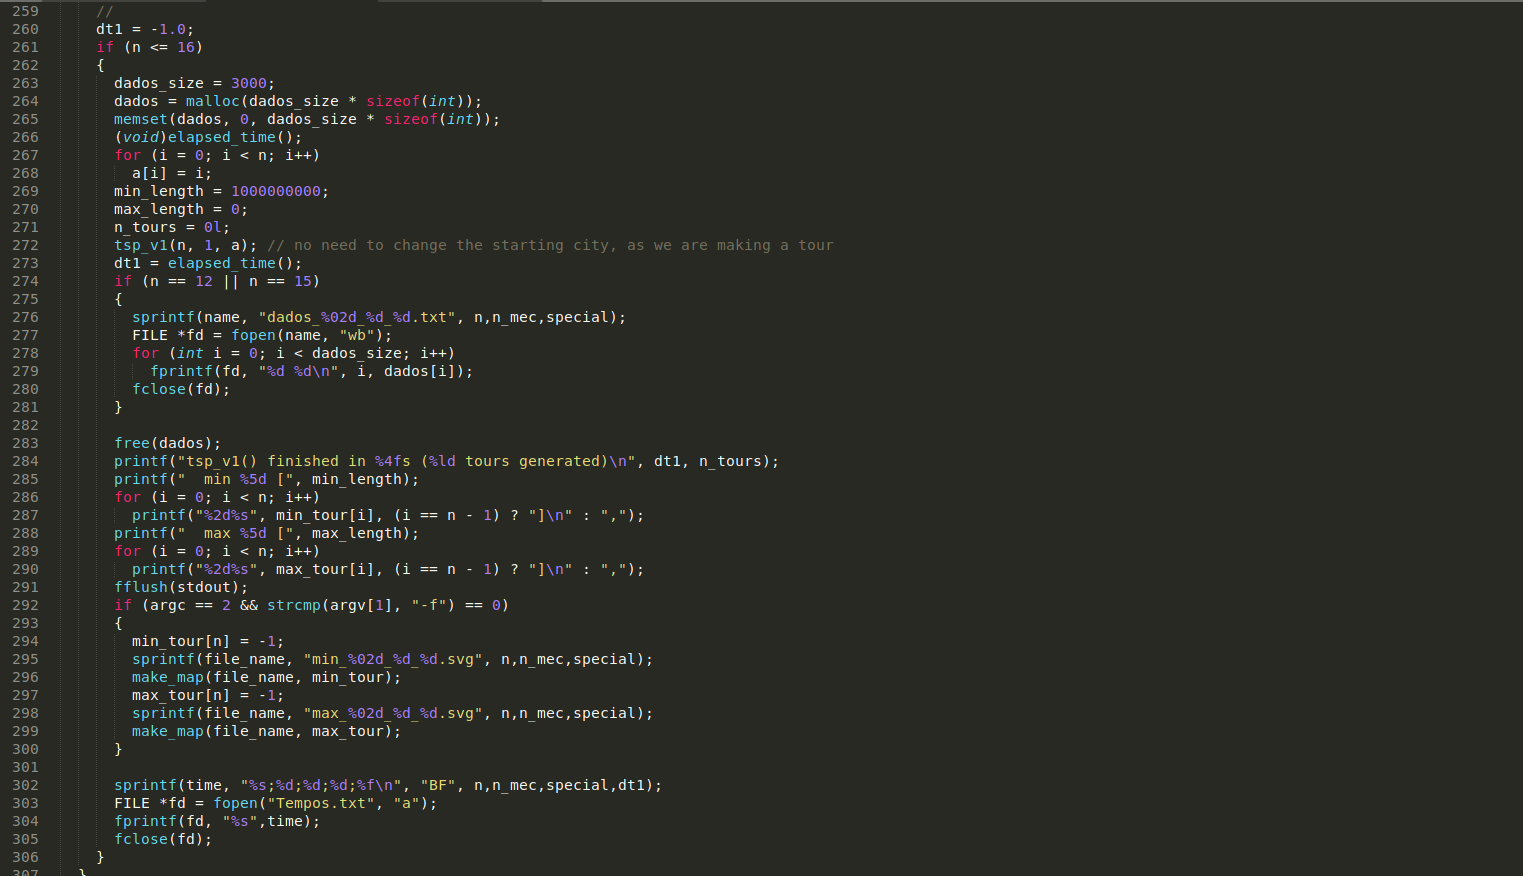 259 //
260 dt1 = -1.0;
261 if (n <= 16)
262 {
263 dados_size = 3000;
264 dados = malloc(dados_size * sizeof(int));
265 memset(dados, 0, dados_size * sizeof(int));
266 (void)elapsed_time();
267 for (i = 0; i < n; i++)
268 a[i] = i;
269 min_length = 1000000000;
270 max_length = 0;
271 n_tours = 0l;
272 tsp_v1(n, 1, a); // no need to change the starting city, as we are making a tour
273 dt1 = elapsed_time();
274 if (n == 12 || n == 15)
275 {
276 sprintf(name, "dados_%02d_%d_%d.txt", n,n_mec,special);
277 FILE *fd = fopen(name, "wb");
278 for (int i = 0; i < dados_size; i++)
279 fprintf(fd, "%d %d\n", i, dados[i]);
280 fclose(fd);
281 }
282
283 free(dados);
284 printf("tsp_v1() finished in %4fs (%ld tours generated)\n", dt1, n_tours);
285 printf("  min %5d [", min_length);
286 for (i = 0; i < n; i++)
287 printf("%2d%s", min_tour[i], (i == n - 1) ? "]\n" : ",");
288 printf("  max %5d [", max_length);
289 for (i = 0; i < n; i++)
290 printf("%2d%s", max_tour[i], (i == n - 1) ? "]\n" : ",");
291 fflush(stdout);
292 if (argc == 2 && strcmp(argv[1], "-f") == 0)
293 {
294 min_tour[n] = -1;
295 sprintf(file_name, "min_%02d_%d_%d.svg", n,n_mec,special);
296 make_map(file_name, min_tour);
297 max_tour[n] = -1;
298 sprintf(file_name, "max_%02d_%d_%d.svg", n,n_mec,special);
299 make_map(file_name, max_tour);
300 }
301
302 sprintf(time, "%s;%d;%d;%d;%f\n", "BF", n,n_mec,special,dt1);
303 FILE *fd = fopen("Tempos.txt", "a");
304 fprintf(fd, "%s",time);
305 fclose(fd);
306 }
307 }